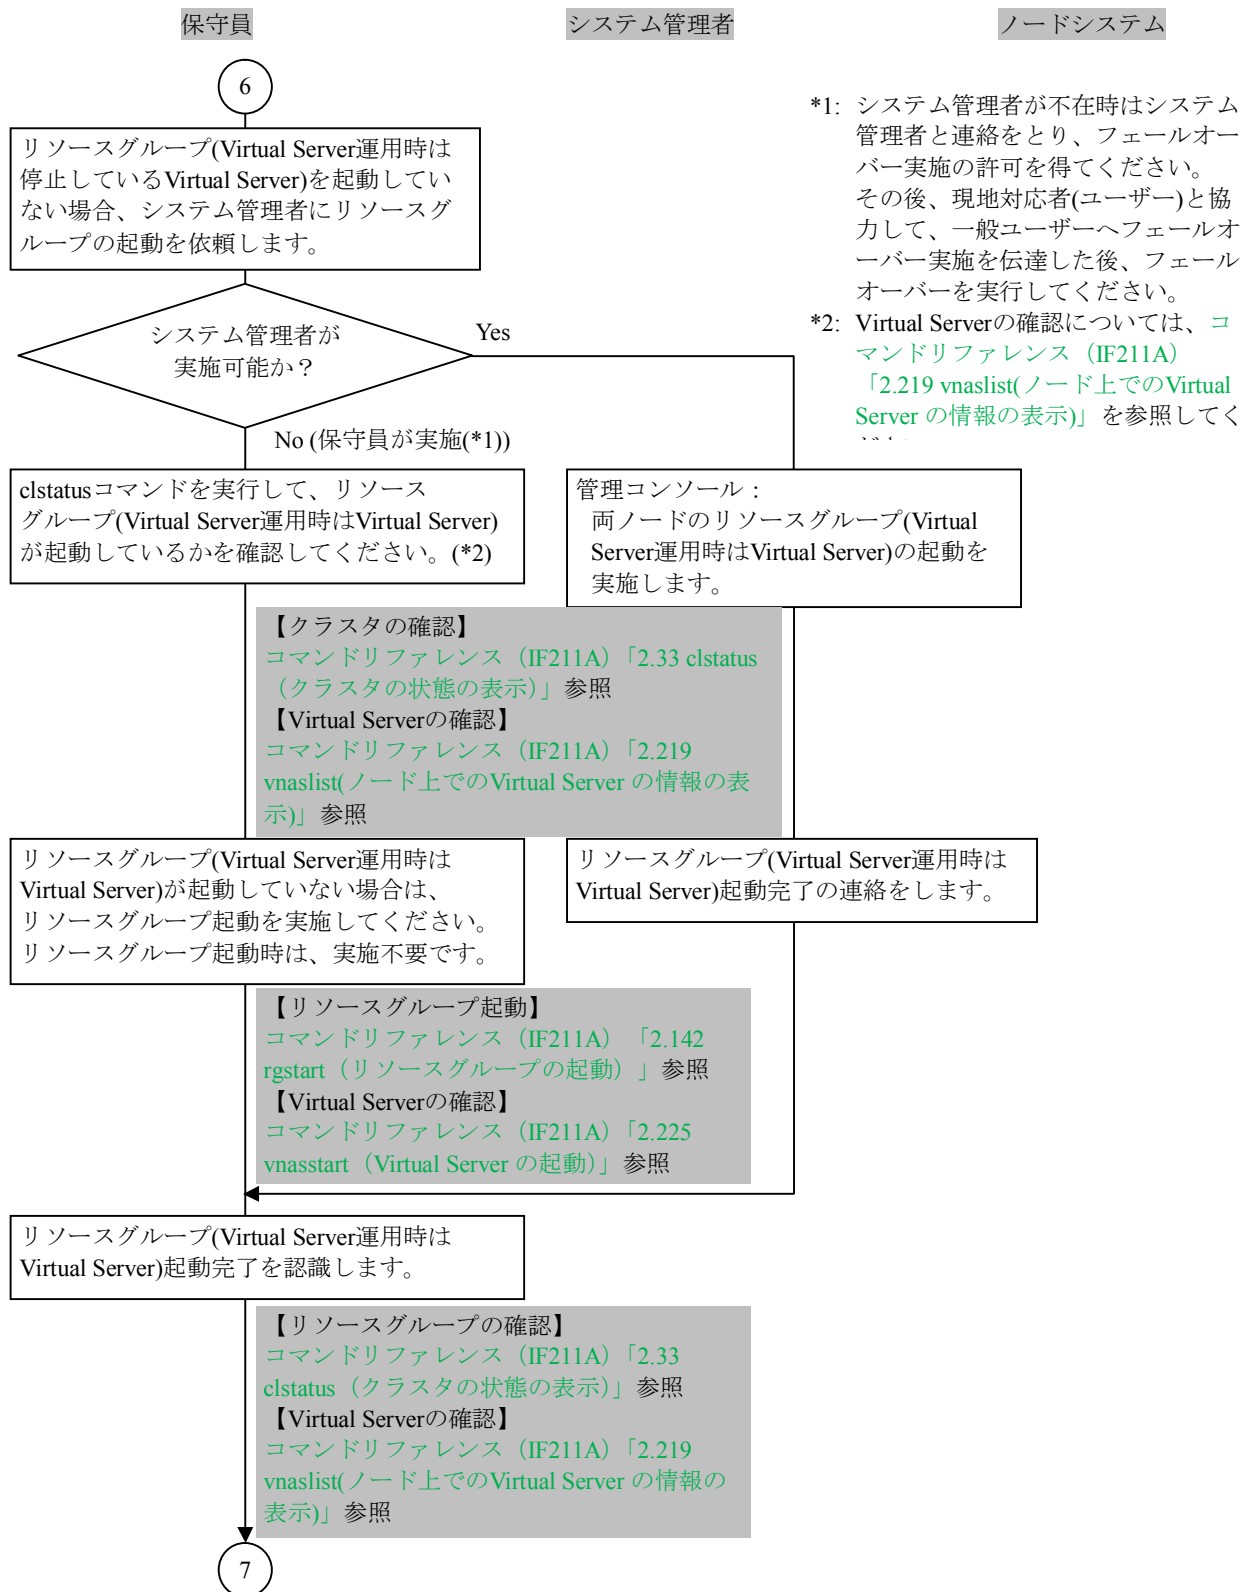 保守員
システム管理者
ノードシステム
6
リソースグループ(Virtual Server運用時は
停止しているVirtual Server)を起動してい
ない場合、システム管理者にリソースグ
ループの起動を依頼します。
システム管理者が
実施可能か？
Yes
No (保守員が実施(*1))
*1: システム管理者が不在時はシステム
管理者と連絡をとり、フェールオー
バー実施の許可を得てください。
その後、現地対応者(ユーザー)と協
力して、一般ユーザーへフェールオ
ーバー実施を伝達した後、フェール
オーバーを実行してください。
*2: Virtual Serverの確認については、コ
マンドリファレンス（IF211A）
「2.219 vnaslist(ノード上でのVirtual
Server の情報の表示)」を参照してく
clstatusコマンドを実行して、リソース
グループ(Virtual Server運用時はVirtual Server)
が起動しているかを確認してください。(*2)
管理コンソール：
両ノードのリソースグループ(Virtual
Server運用時はVirtual Server)の起動を
実施します。
【クラスタの確認】
コマンドリファレンス（IF211A）「2.33 clstatus
（クラスタの状態の表示）」参照
【Virtual Serverの確認】
コマンドリファレンス（IF211A）「2.219
vnaslist(ノード上でのVirtual Server の情報の表
示)」参照
リソースグループ(Virtual Server運用時は
Virtual Server)が起動していない場合は、
リソースグループ起動を実施してください。
リソースグループ起動時は、実施不要です。
リソースグループ(Virtual Server運用時は
Virtual Server)起動完了の連絡をします。
【リソースグループ起動】
コマンドリファレンス（IF211A）「2.142
rgstart（リソースグループの起動）」参照
【Virtual Serverの確認】
コマンドリファレンス（IF211A）「2.225
vnasstart（Virtual Server の起動）」参照
リソースグループ(Virtual Server運用時は
Virtual Server)起動完了を認識します。
【リソースグループの確認】
コマンドリファレンス（IF211A）「2.33
clstatus（クラスタの状態の表示）」参照
【Virtual Serverの確認】
コマンドリファレンス（IF211A）「2.219
vnaslist(ノード上でのVirtual Server の情報の
表示)」参照
7